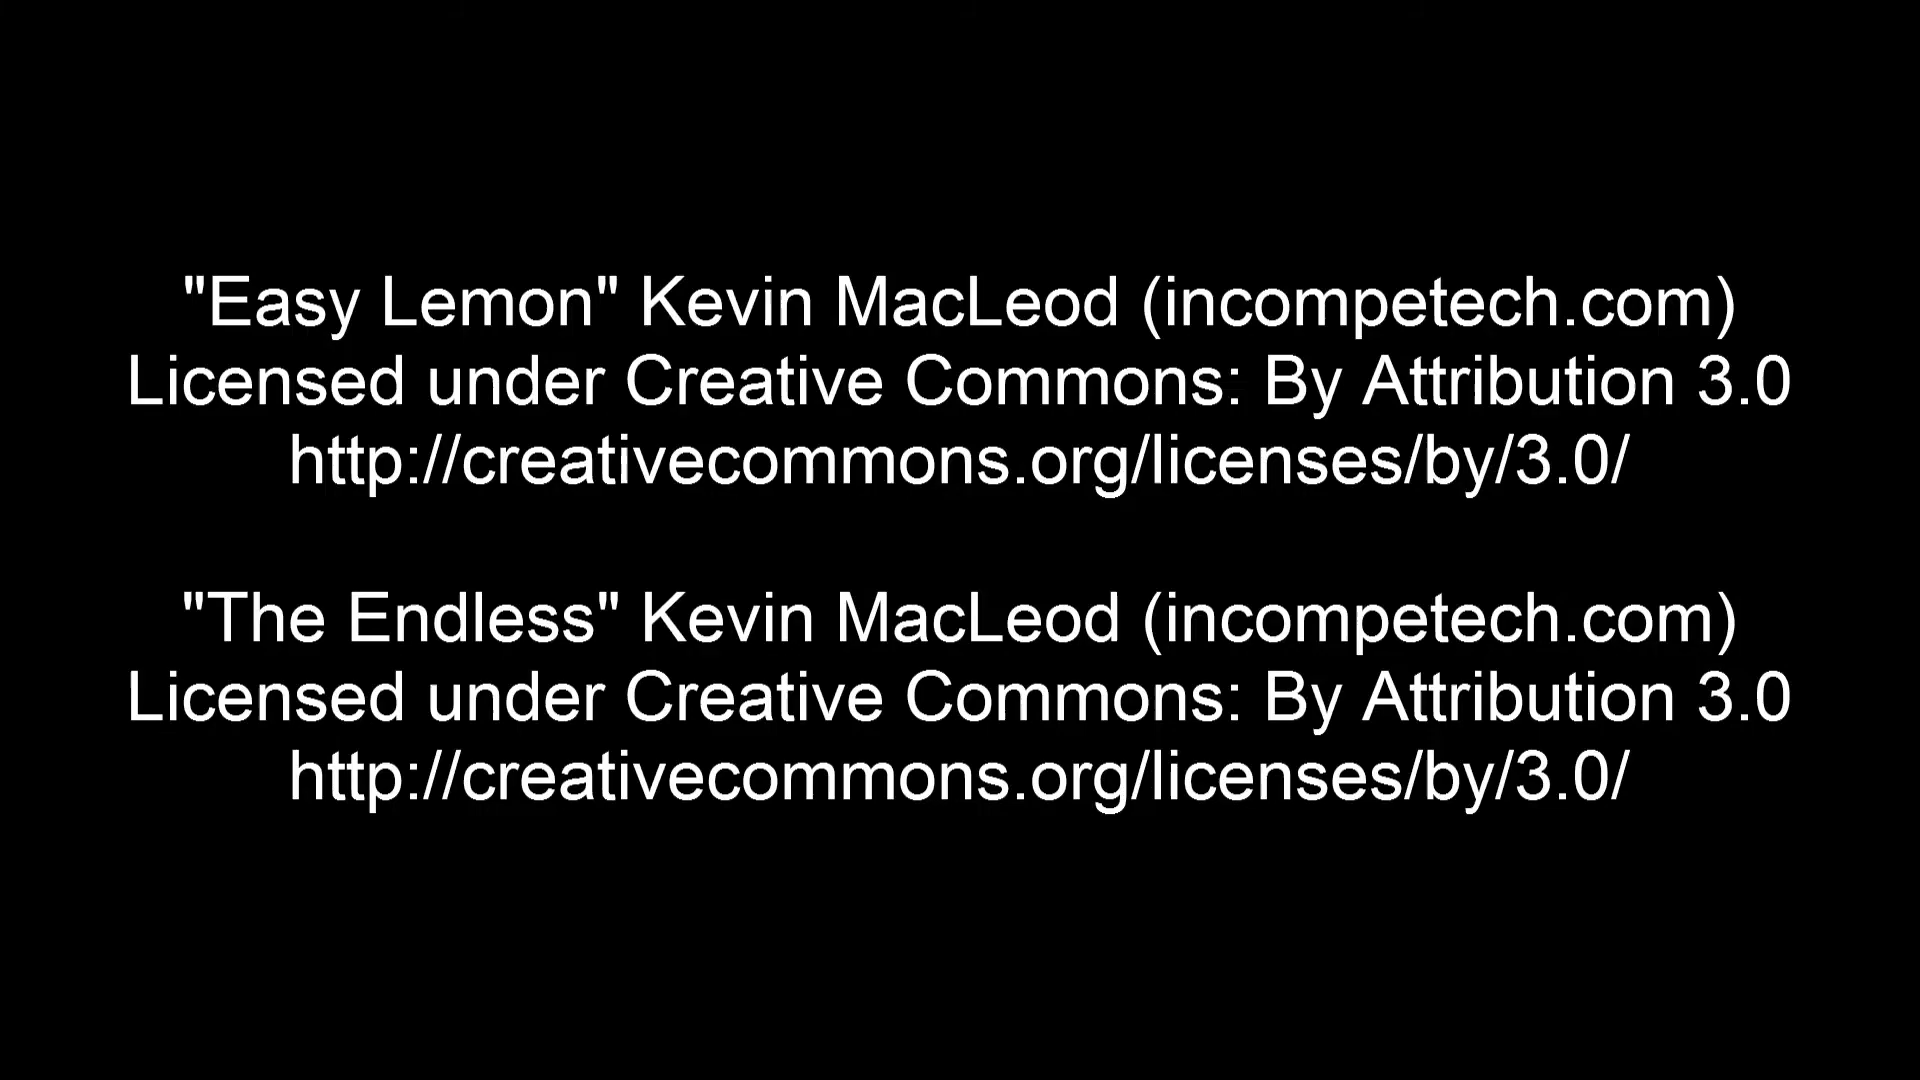 "Easy Lemon" Kevin MacLeod (incompetech.com)
Licensed under Creative Commons: By Attribution 3.0
http://creativecommons.org/licenses/by/3.0/
"The Endless" Kevin MacLeod (incompetech.com)
Licensed under Creative Commons: By Attribution 3.0
http://creativecommons.org/licenses/by/3.0/